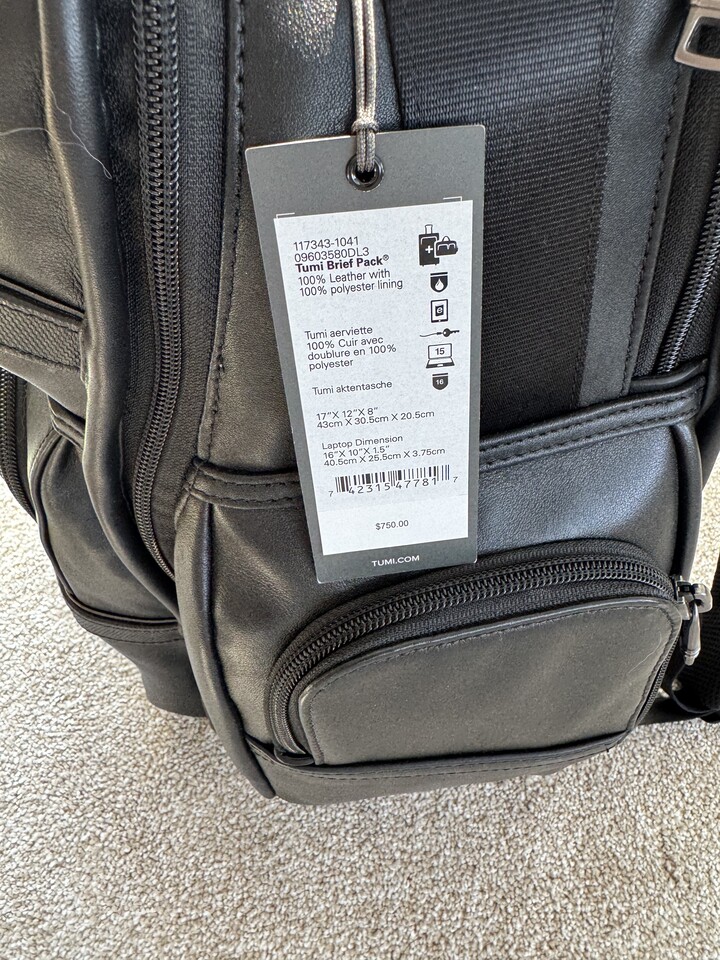 117343-1041
09603580DL3
Tumi Brief Pack®
100% Leather with
100% polyester lining
Tumi aerviette
100% Cuir avec
doublure en 100%
polyester
15
Tumi aktentasche
16
17”X 12”X 8”
43cm X 30.5cm X 20.5cm
Laptop Dimension
16”X 10”X 1.5”
40.5cm X 25.5cm X 3.75cm
7 42315 47781 7
$750.00
TUMI.COM